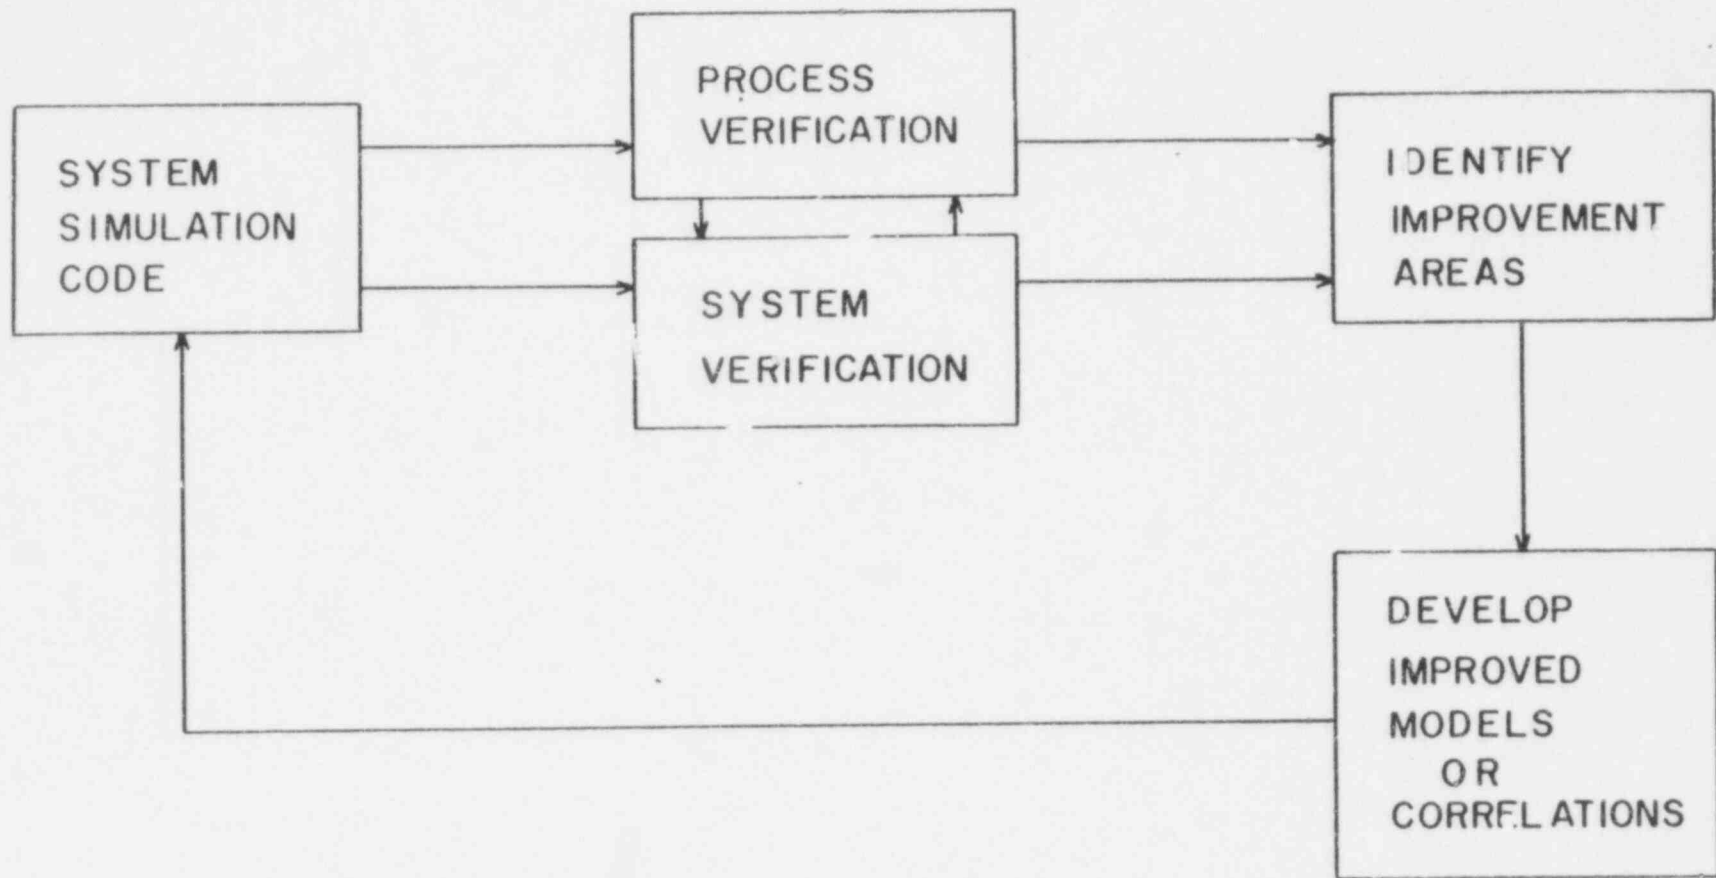 PROCESS
VERIFICATION
SYSTEM
SIMULATION
CODE
IDENTIFY
IMPROVEMENT
AREAS
SYSTEM
VERIFICATION
DEVELOP
IMPROVED
MODELS
OR
CORRELATIONS